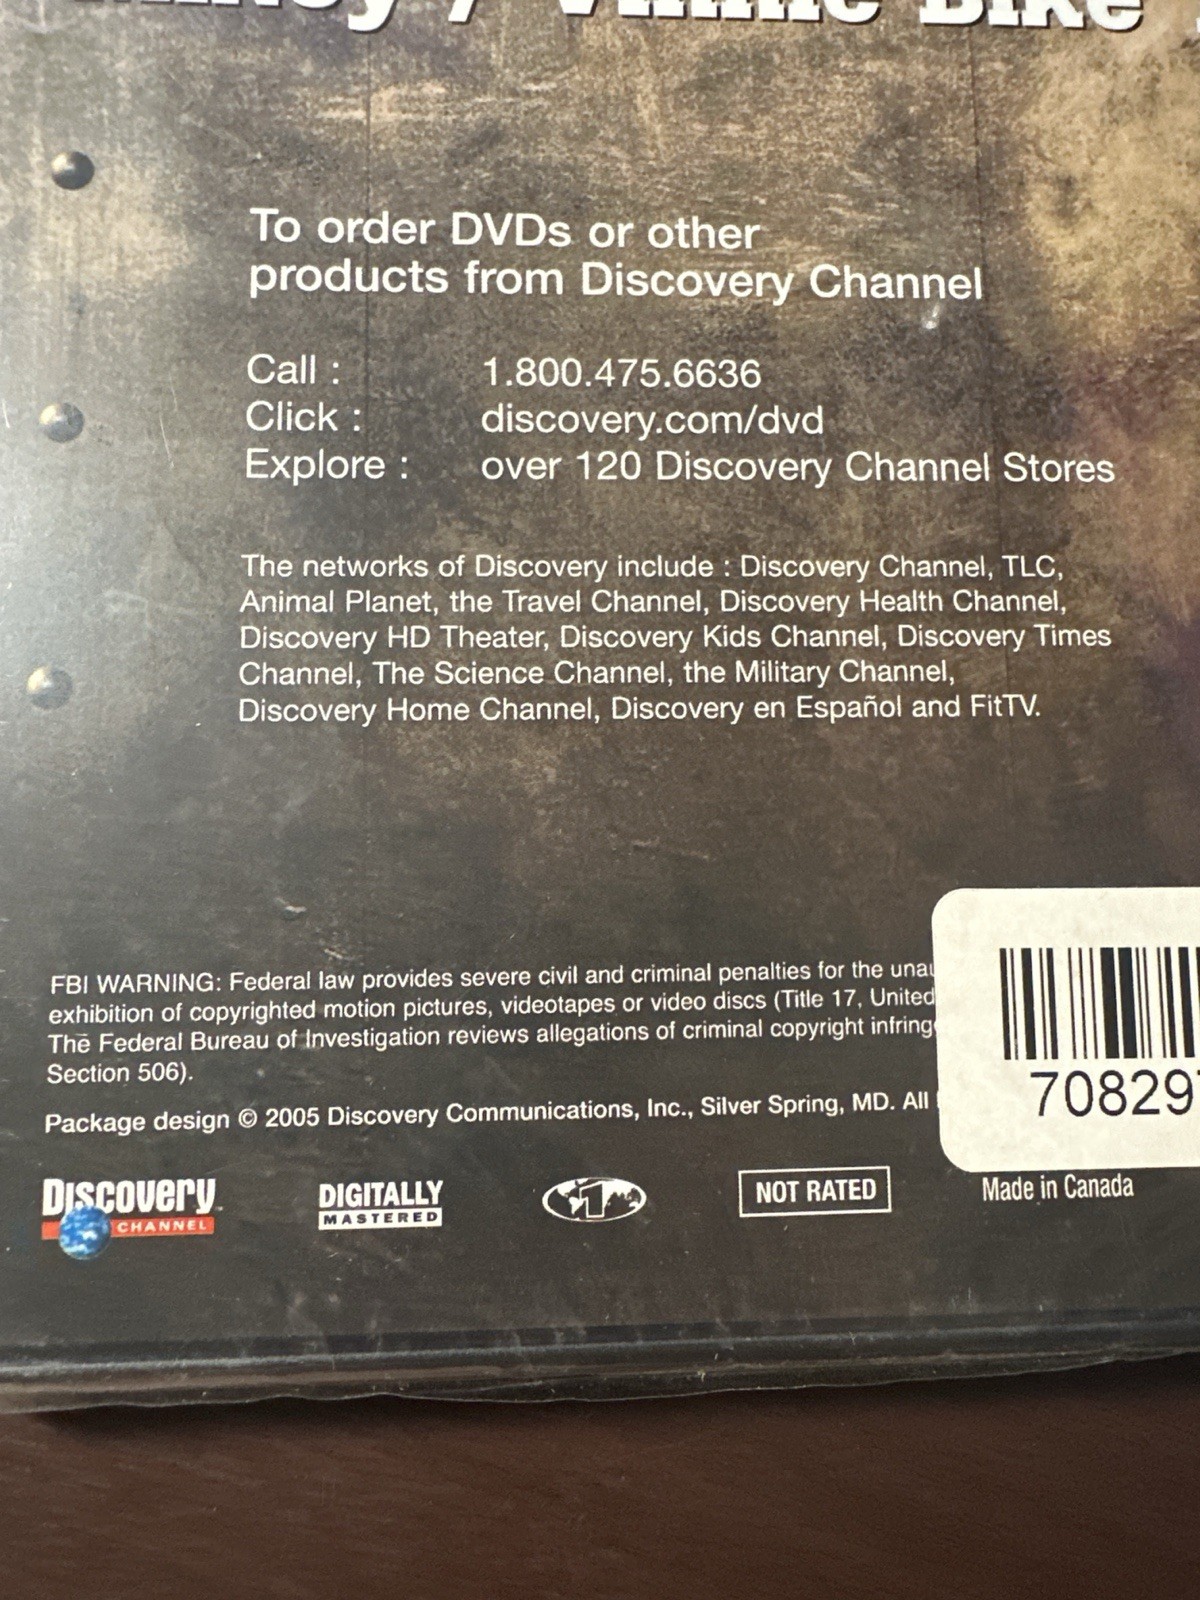 Mikey / Vinnie Bike
To order DVDs or other
products from Discovery Channel
Call : 1.800.475.6636
Click : discovery.com/dvd
Explore : over 120 Discovery Channel Stores
The networks of Discovery include : Discovery Channel, TLC,
Animal Planet, the Travel Channel, Discovery Health Channel,
Discovery HD Theater, Discovery Kids Channel, Discovery Times
Channel, The Science Channel, the Military Channel,
Discovery Home Channel, Discovery en Español and FitTV.
FBI WARNING: Federal law provides severe civil and criminal penalties for the
exhibition of copyrighted motion pictures, videotapes or video discs (Title 17, United
The Federal Bureau of Investigation reviews allegations of criminal copyright
Section 506).
Package design © 2005 Discovery Communications, Inc., Silver Spring, MD. All
70829
DISCOVERY CHANNEL
DIGITALLY MASTERED
1
NOT RATED
Made in Canada